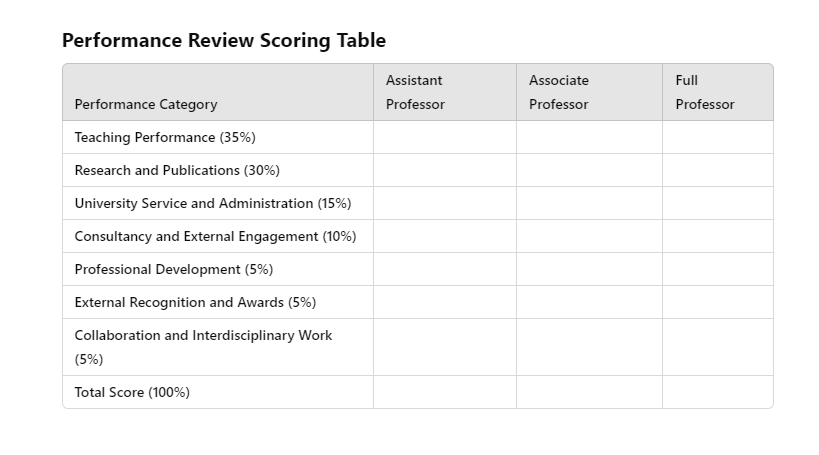 Performance Review Scoring Table
Performance Category
Assistant
Professor
Associate
Professor
Full
Professor
Teaching Performance (35%)
Research and Publications (30%)
University Service and Administration (15%)
Consultancy and External Engagement (10%)
Professional Development (5%)
External Recognition and Awards (5%)
Collaboration and Interdisciplinary Work
(5%)
Total Score (100%)